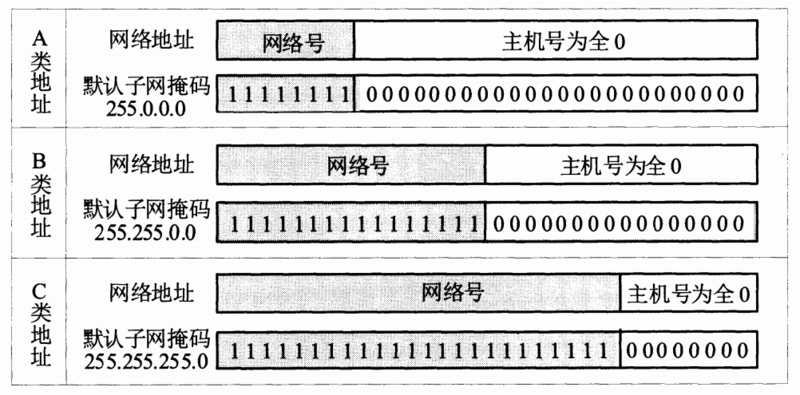 A类地址
网络地址
网络号
主机号为全0
默认子网掩码
255.0.0.0
11111111
000000000000000000000000
B类地址
网络地址
网络号
主机号为全0
默认子网掩码
255.255.0.0
1111111111111111
0000000000000000
C类地址
网络地址
网络号
主机号为全0
默认子网掩码
255.255.255.0
111111111111111111111111
00000000